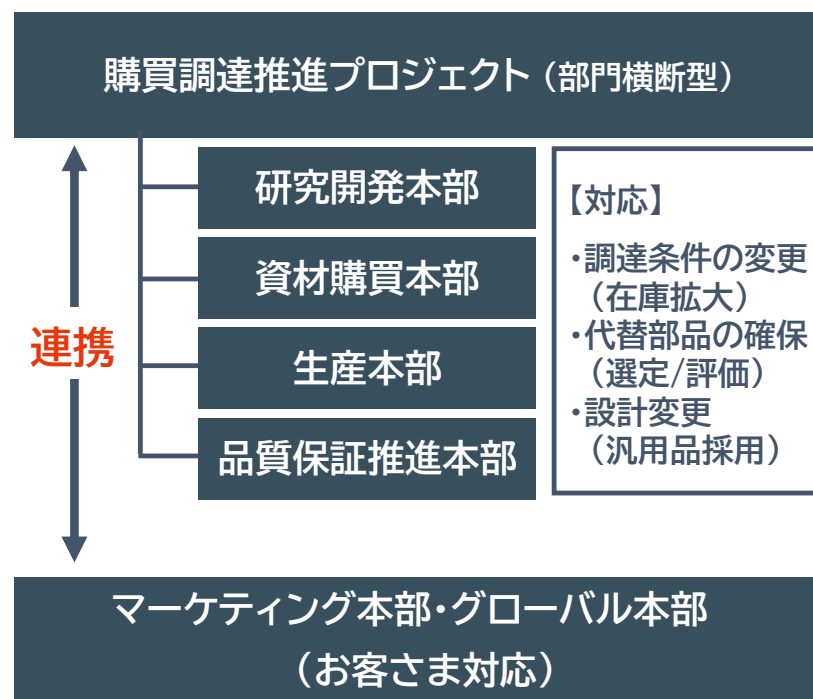 購買調達推進プロジェクト（部門横断型）
研究開発本部
資材購買本部
生産本部
品質保証推進本部
【対応】
・調達条件の変更
（在庫拡大）
・代替部品の確保
（選定/評価）
・設計変更
（汎用品採用）
連携
マーケティング本部・グローバル本部
（お客さま対応）